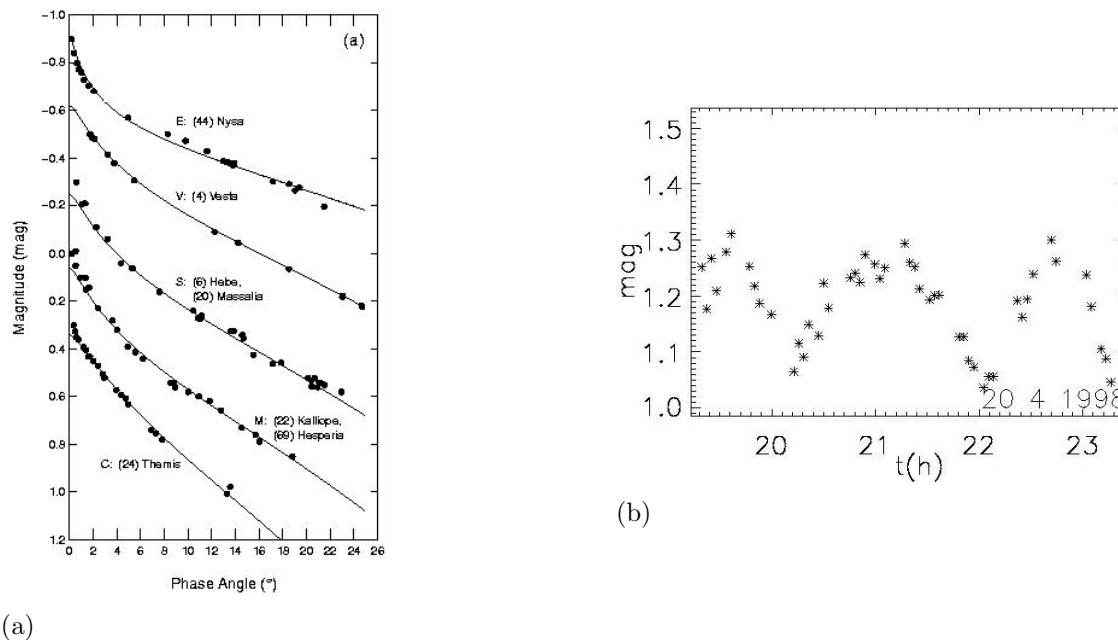 -1.0
-0.8
-0.6
-0.4
-0.2
0.0
0.2
0.4
0.6
0.8
1.0
1.2
Magnitude (mag)
(a)
E: (44) Nysa
V: (4) Vesta
S: (6) Hebe,
(20) Massalia
M: (22) Kalliope,
(69) Hesperia
C: (24) Themis
0 2 4 6 8 10 12 14 16 18 20 22 24 26
Phase Angle (°)
(a)
1.5
1.4
1.3
1.2
1.1
1.0
mag
20 4 1998
20 21 22 23
t(h)
(b)